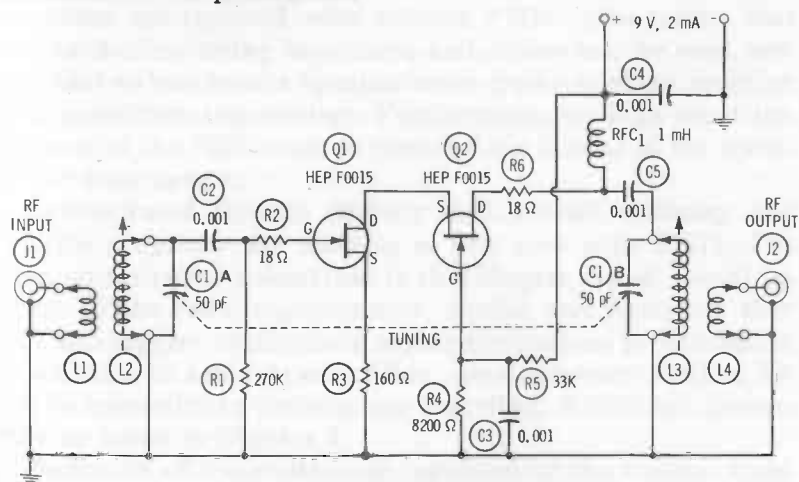 + 9 V, 2 mA
C4
0.001
RFC1 1 mH
Q1
HEP F0015
Q2
HEP F0015
R6
18 Ω
C5
0.001
RF
INPUT
J1
C2
0.001
R2
18 Ω
G
D
S
S
D
G
RF
OUTPUT
J2
C1 A
50 pF
C1 B
50 pF
TUNING
L1
L2
R1
270K
R3
160 Ω
R4
8200 Ω
R5
33K
C3
0.001
L3
L4